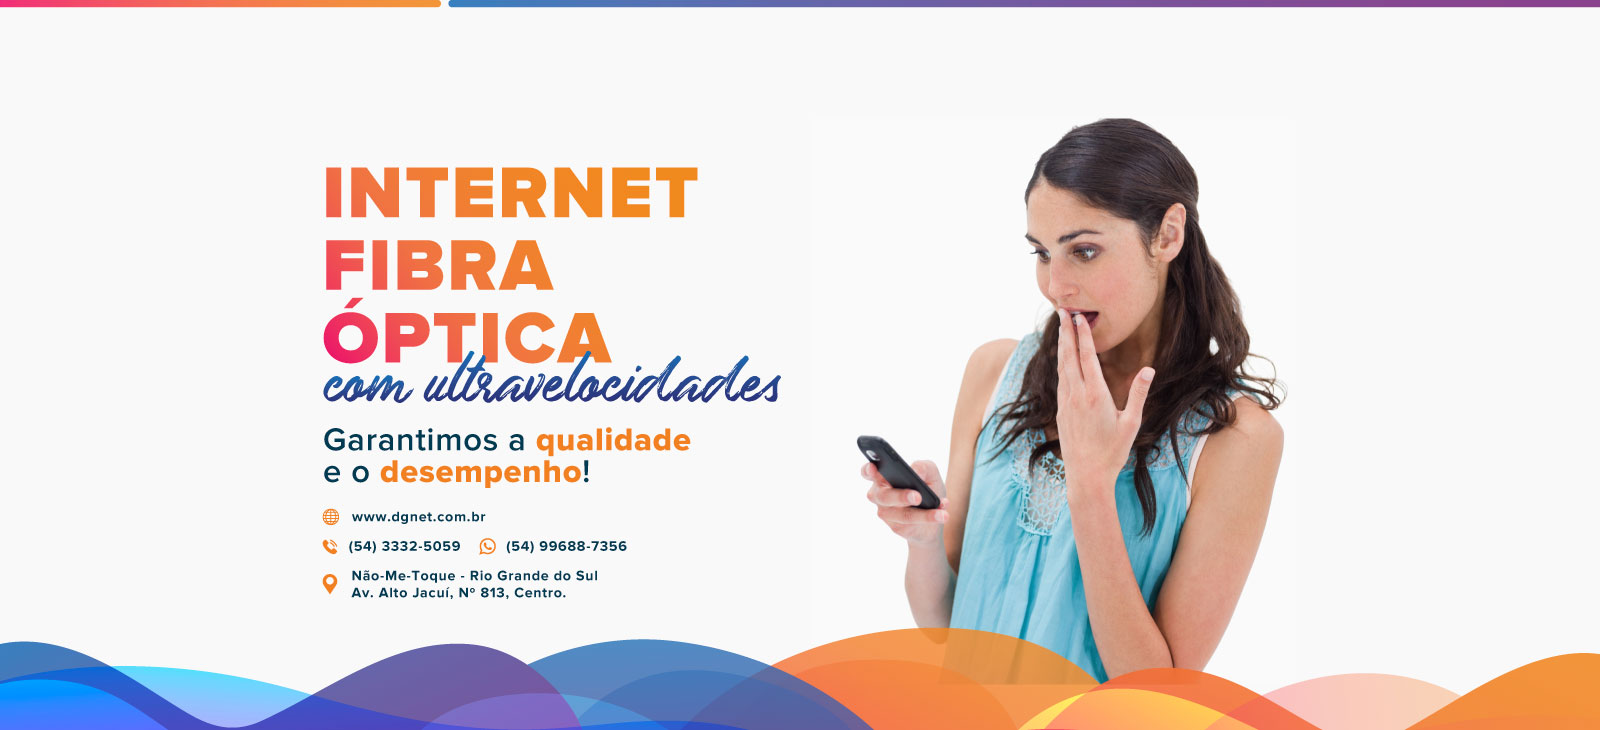 INTERNET
FIBRA
ÓPTICA
com ultravelocidades
Garantimos a qualidade
e o desempenho!
www.dgnet.com.br
(54) 3332-5059 (54) 99688-7356
Não-Me-Toque - Rio Grande do Sul
Av. Alto Jacuí, Nº 813, Centro.